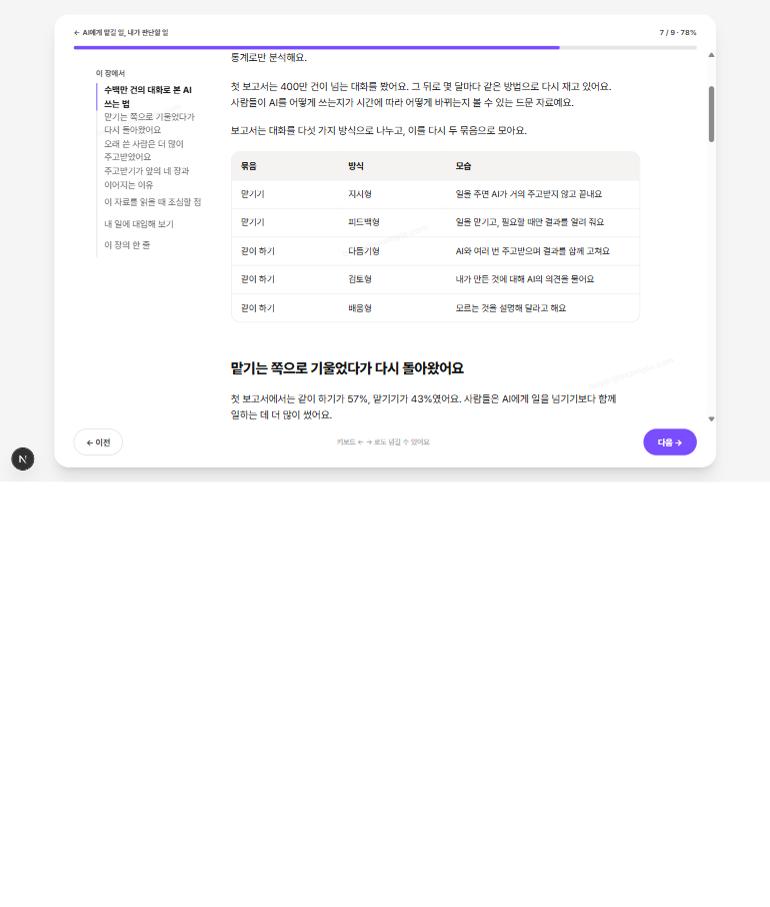 ← AI에게 맡길 일, 내가 판단할 일
7 / 9 · 78%
이 장에서
수백만 건의 대화로 본 AI
쓰는 법
맡기는 쪽으로 기울었다가
다시 돌아왔어요
오래 쓴 사람은 더 많이
주고받았어요
주고받기가 앞의 네 장과
이어지는 이유
이 자료를 읽을 때 조심할 점
내 일에 대입해 보기
이 장의 한 줄
통계로만 분석해요.
첫 보고서는 400만 건이 넘는 대화를 봤어요. 그 뒤로 몇 달마다 같은 방법으로 다시 재고 있어요.
사람들이 AI를 어떻게 쓰는지가 시간에 따라 어떻게 바뀌는지 볼 수 있는 드문 자료예요.
보고서는 대화를 다섯 가지 방식으로 나누고, 이를 다시 두 묶음으로 모아요.
묶음 방식 모습
맡기기 지시형 일을 주면 AI가 거의 주고받지 않고 끝내요
맡기기 피드백형 일을 맡기고, 필요할 때만 결과를 알려 줘요
같이 하기 다듬기형 AI와 여러 번 주고받으며 결과를 함께 고쳐요
같이 하기 검토형 내가 만든 것에 대해 AI의 의견을 물어요
같이 하기 배움형 모르는 것을 설명해 달라고 해요
맡기는 쪽으로 기울었다가 다시 돌아왔어요
첫 보고서에서는 같이 하기가 57%, 맡기기가 43%였어요. 사람들은 AI에게 일을 넘기기보다 함께
일하는 데 더 많이 썼어요.
← 이전
키보드 ← → 로도 넘길 수 있어요
다음 →
N